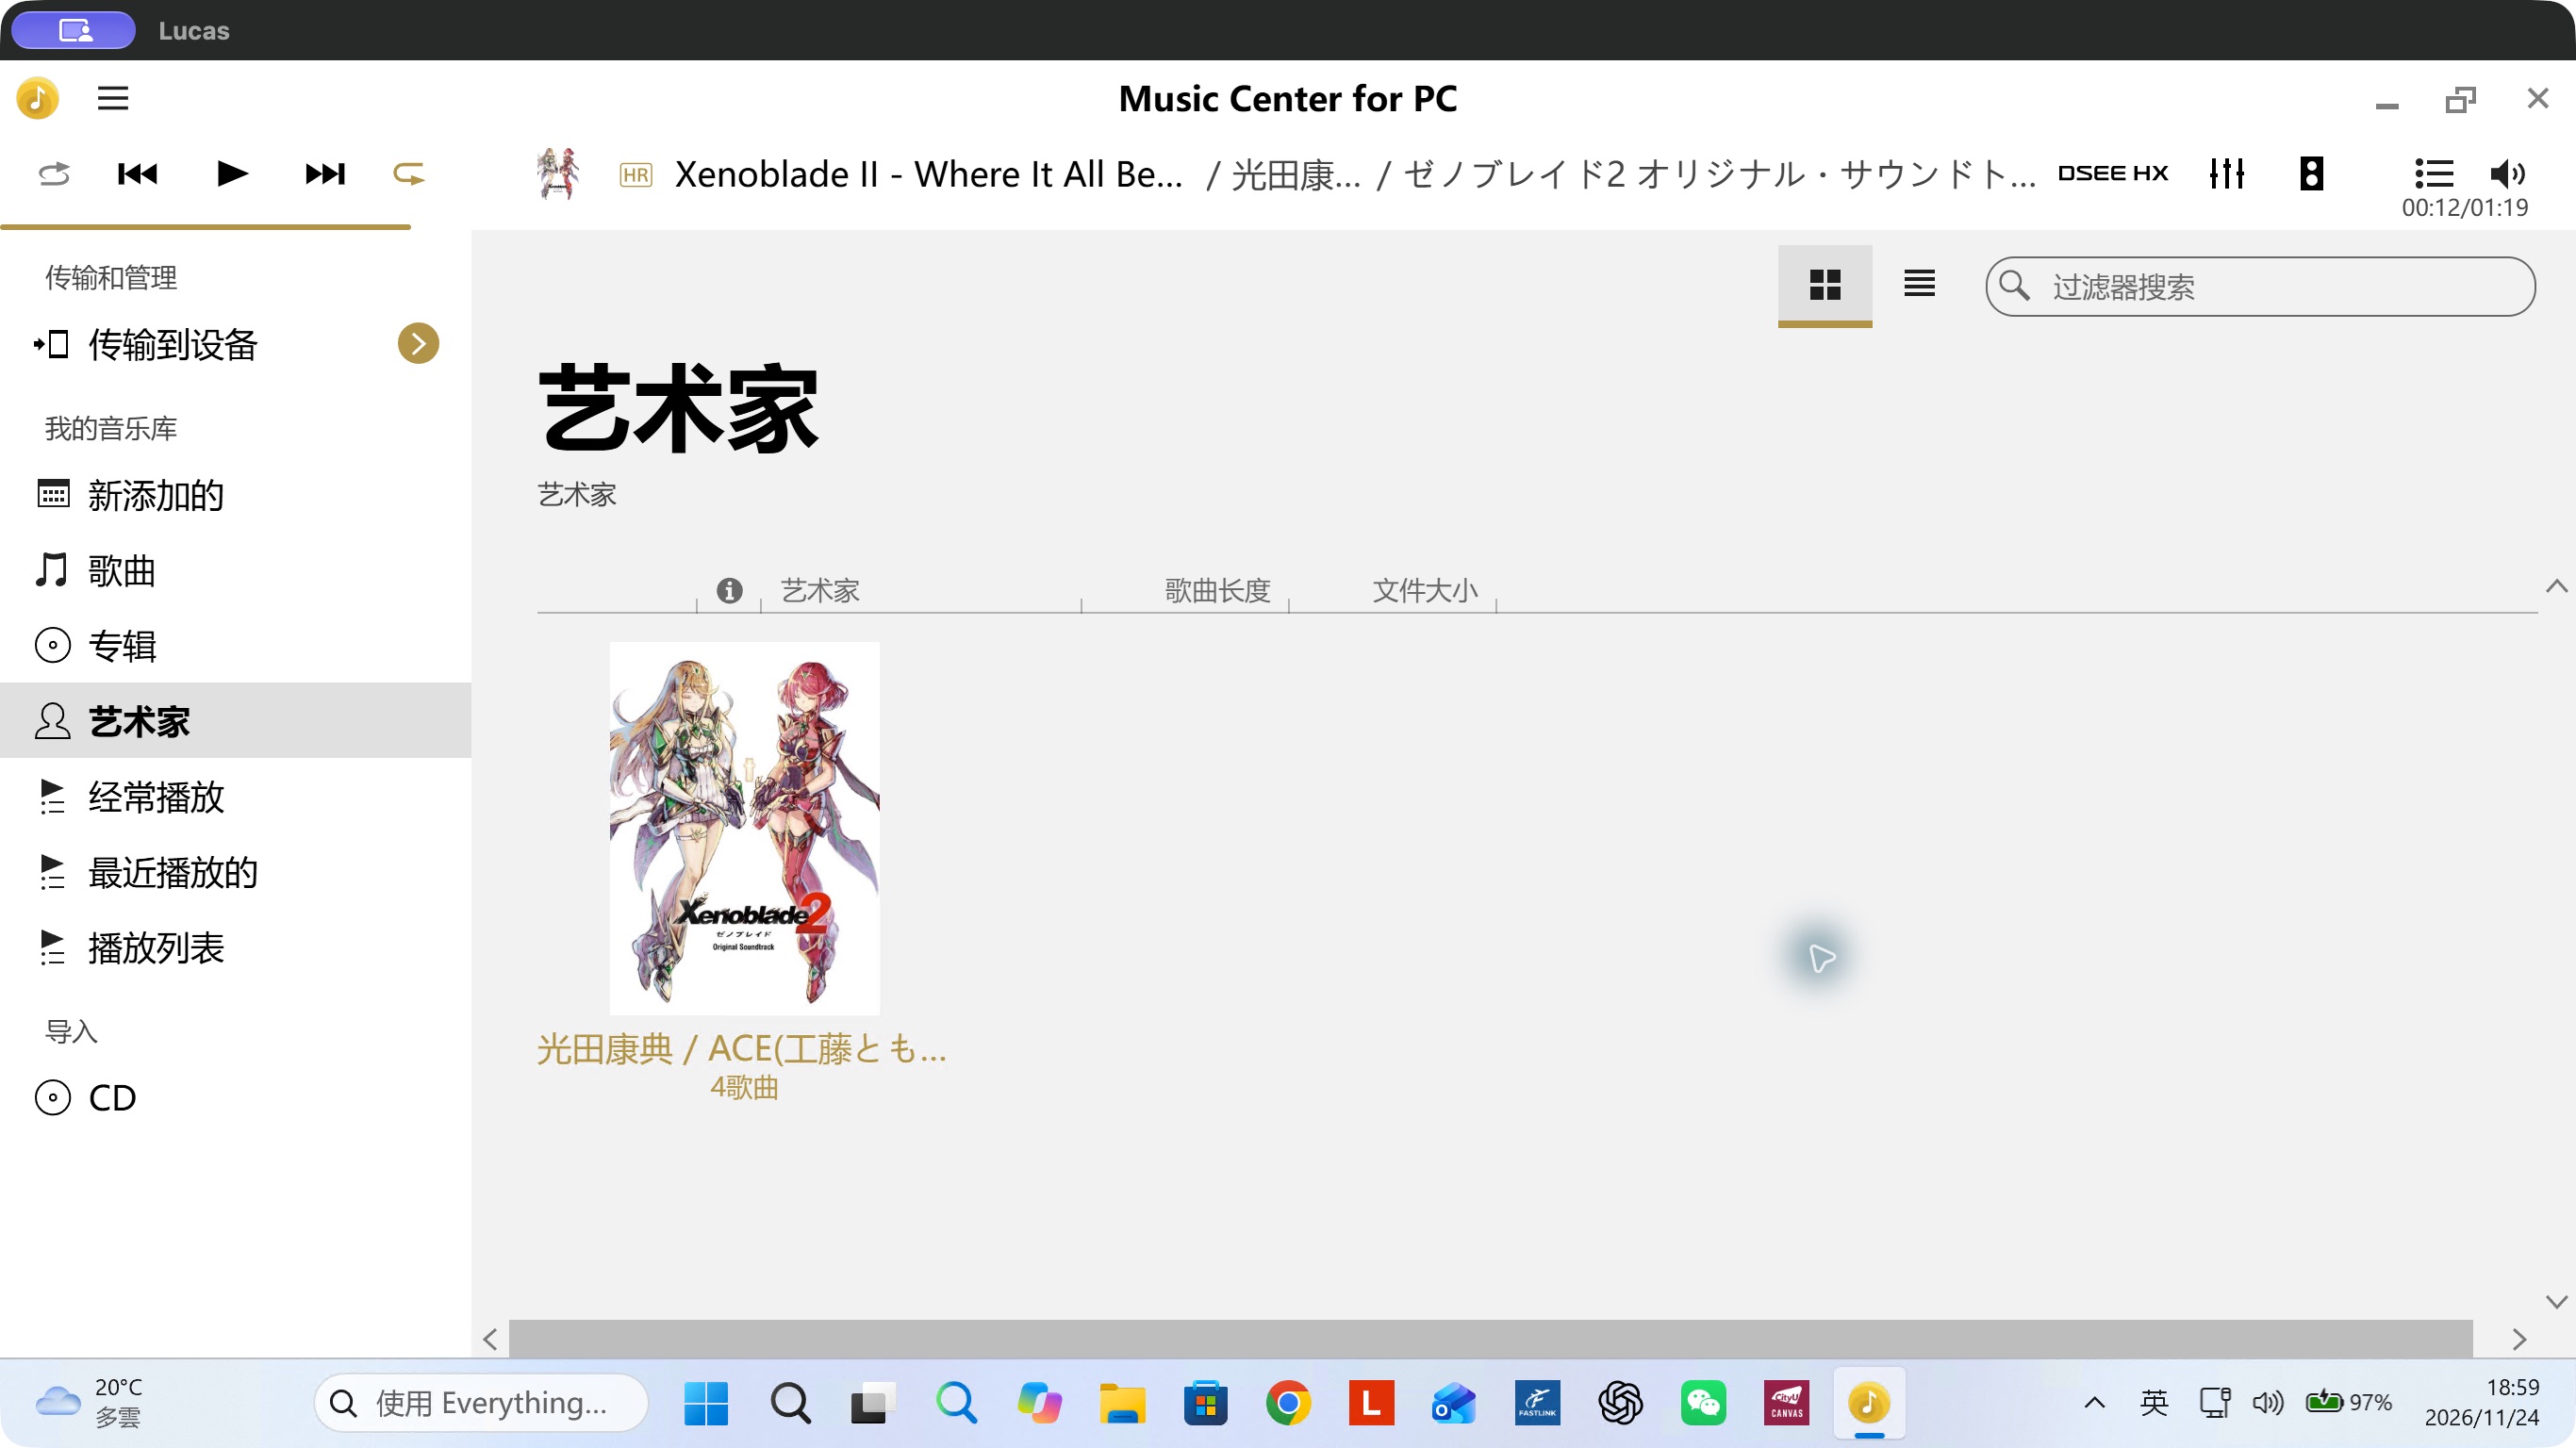 Lucas
Music Center for PC
HR Xenoblade II - Where It All Be... / 光田康... / ゼノブレイド2 オリジナル・サウンドト... DSEE HX
00:12/01:19
传输和管理
传输到设备
我的音乐库
新添加的
歌曲
专辑
艺术家
经常播放
最近播放的
播放列表
导入
CD
过滤器搜索
艺术家
艺术家
艺术家 歌曲长度 文件大小
Xenoblade2
ゼノブレイド
Original Soundtrack
光田康典 / ACE(工藤とも...
4歌曲
20°C
多雲
使用 Everything...
L
FASTLINK
CityU
CANVAS
英
97%
18:59
2026/11/24